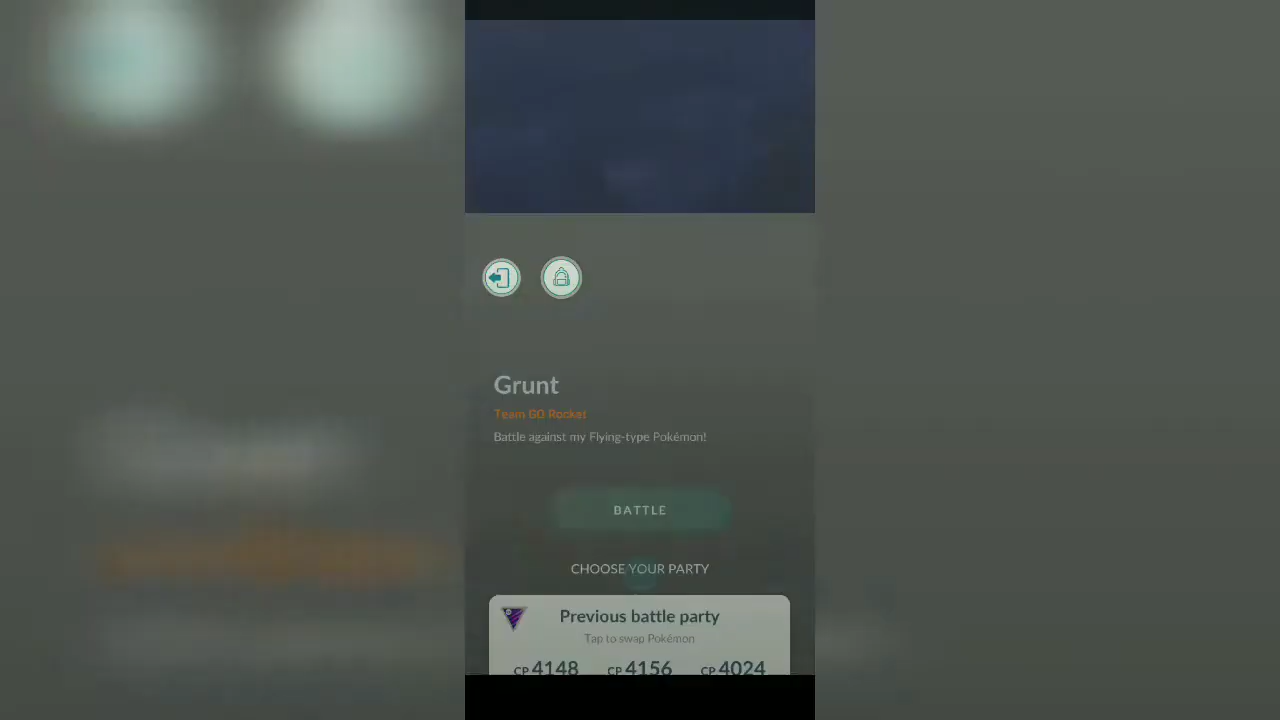 Grunt
Team GO Rocket
Battle against my Flying-type Pokémon!
BATTLE
CHOOSE YOUR PARTY
Previous battle party
Tap to swap Pokémon
CP 4148 CP 4156 CP 4024